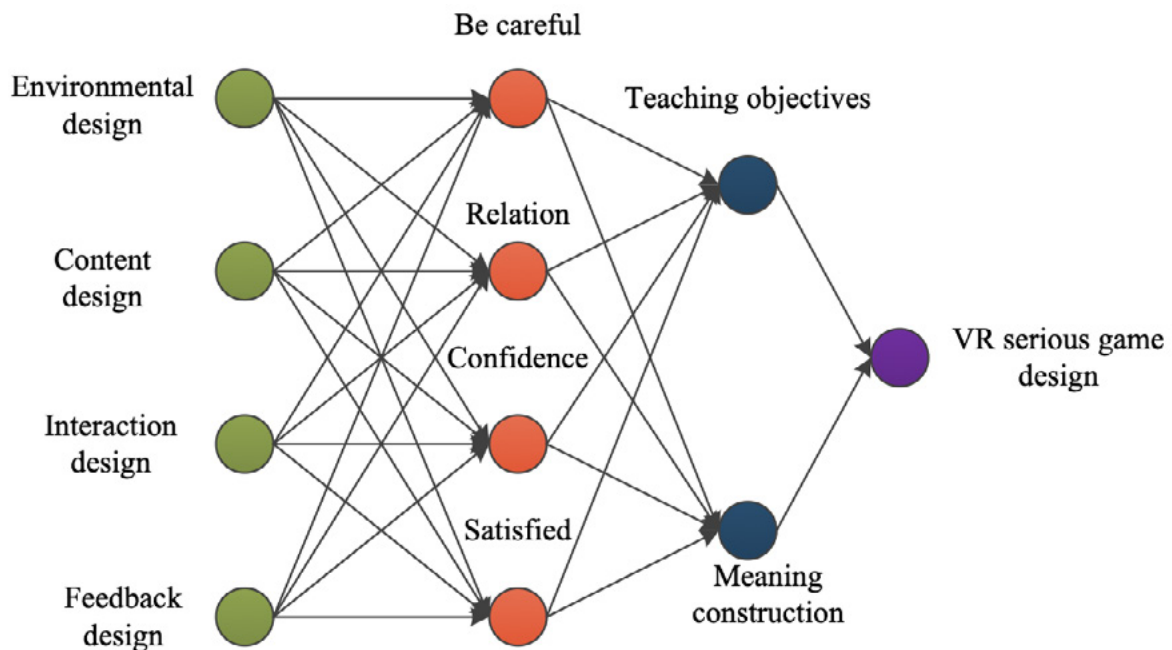 Be careful
Environmental
design
Teaching objectives
Relation
Content
design
Confidence
VR serious game
design
Interaction
design
Satisfied
Meaning
construction
Feedback
design